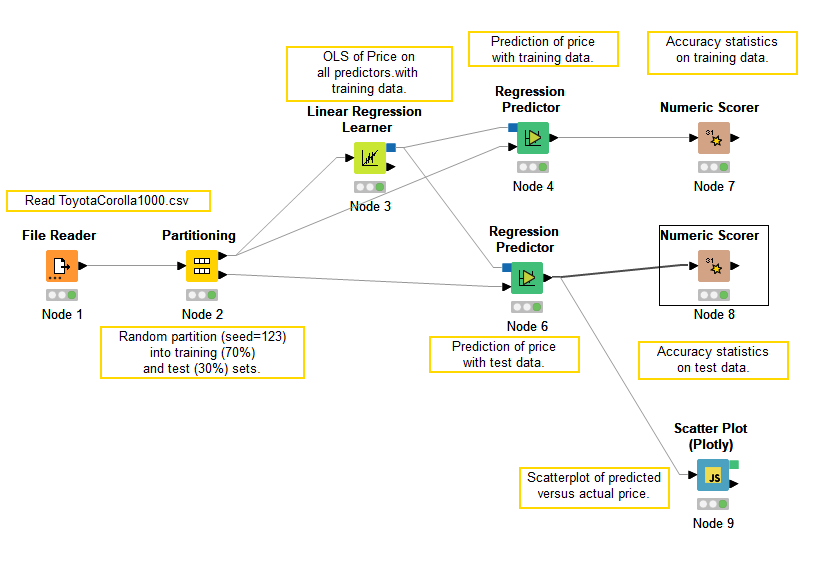 OLS of Price on
all predictors.with
training data.
Prediction of price
with training data.
Accuracy statistics
on training data.
Linear Regression
Learner
Node 3
Regression
Predictor
Node 4
Numeric Scorer
31
Node 7
Read ToyotaCorolla1000.csv
File Reader
Node 1
Partitioning
Node 2
Random partition (seed=123)
into training (70%)
and test (30%) sets.
Regression
Predictor
Node 6
Prediction of price
with test data.
Numeric Scorer
31
Node 8
Accuracy statistics
on test data.
Scatter Plot
(Plotly)
JS
Node 9
Scatterplot of predicted
versus actual price.